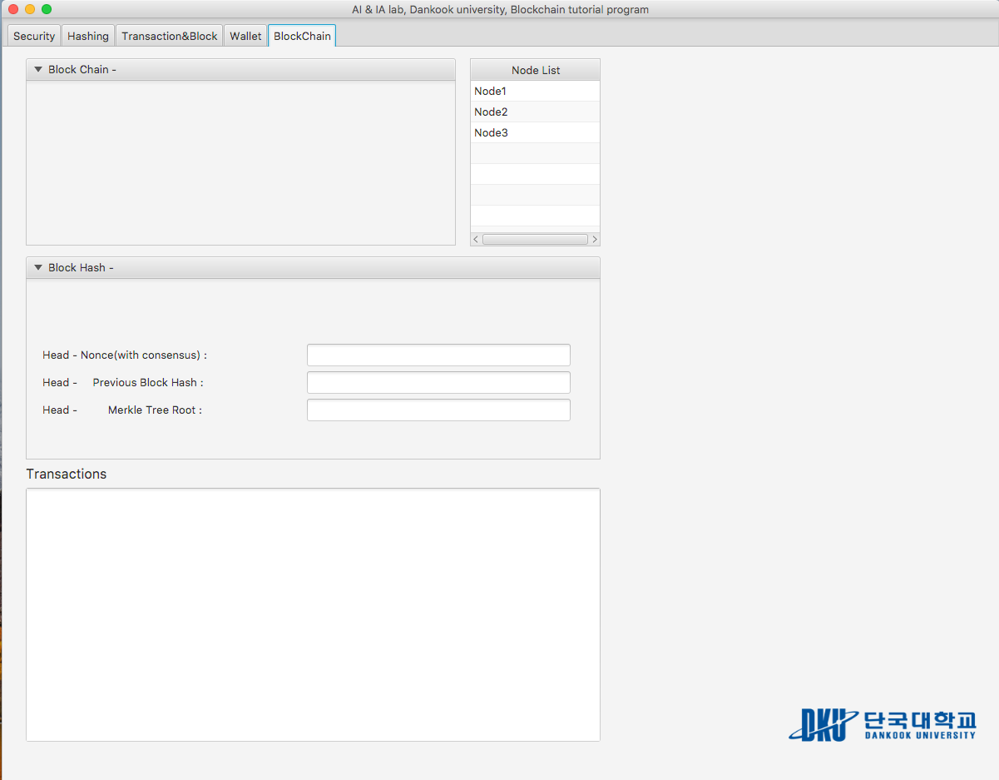 AI & IA lab, Dankook university, Blockchain tutorial program
Security Hashing Transaction&Block Wallet BlockChain
Block Chain -
Node List
Node1
Node2
Node3
Block Hash -
Head - Nonce(with consensus) :
Head - Previous Block Hash :
Head - Merkle Tree Root :
Transactions
DKU 단국대학교
DANKOOK UNIVERSITY